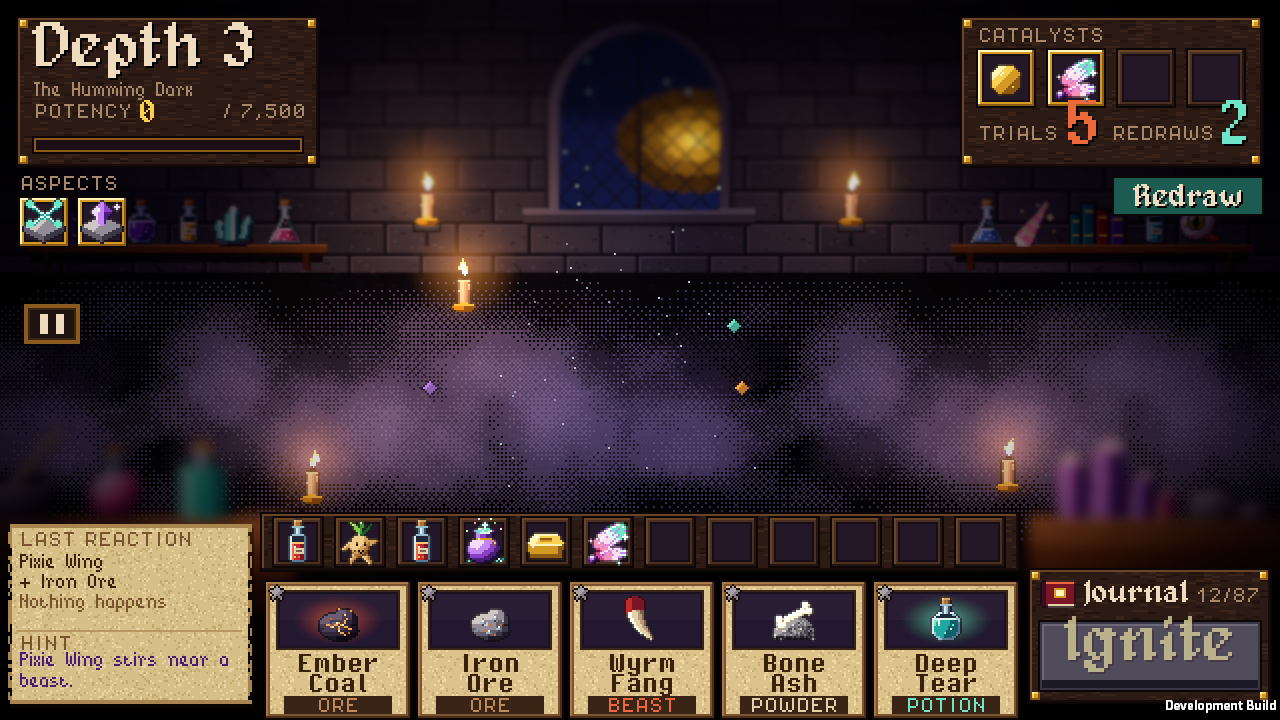 Depth 3
The Humming Dark
POTENCY 0 / 7,500
ASPECTS
CATALYSTS
TRIALS 5 REDRAWS 2
Redraw
LAST REACTION
Pixie Wing
+ Iron Ore
Nothing happens
HINT
Pixie Wing stirs near a
beast.
Ember
Coal
ORE
Iron
Ore
ORE
Wyrm
Fang
BEAST
Bone
Ash
POWDER
Deep
Tear
POTION
Journal 12/87
Ignite
Development Build